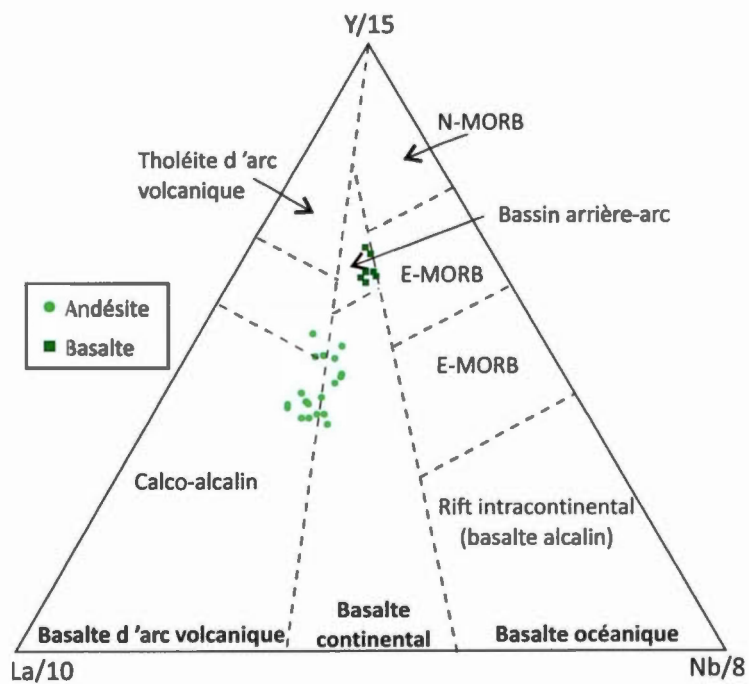 Y/15
N-MORB
Tholéite d 'arc
volcanique
Bassin arrière-arc
E-MORB
Andésite
Basalte
E-MORB
Calco-alcalin
Rift intracontinental
(basalte alcalin)
Basalte d 'arc volcanique
Basalte
continental
Basalte océanique
La/10
Nb/8